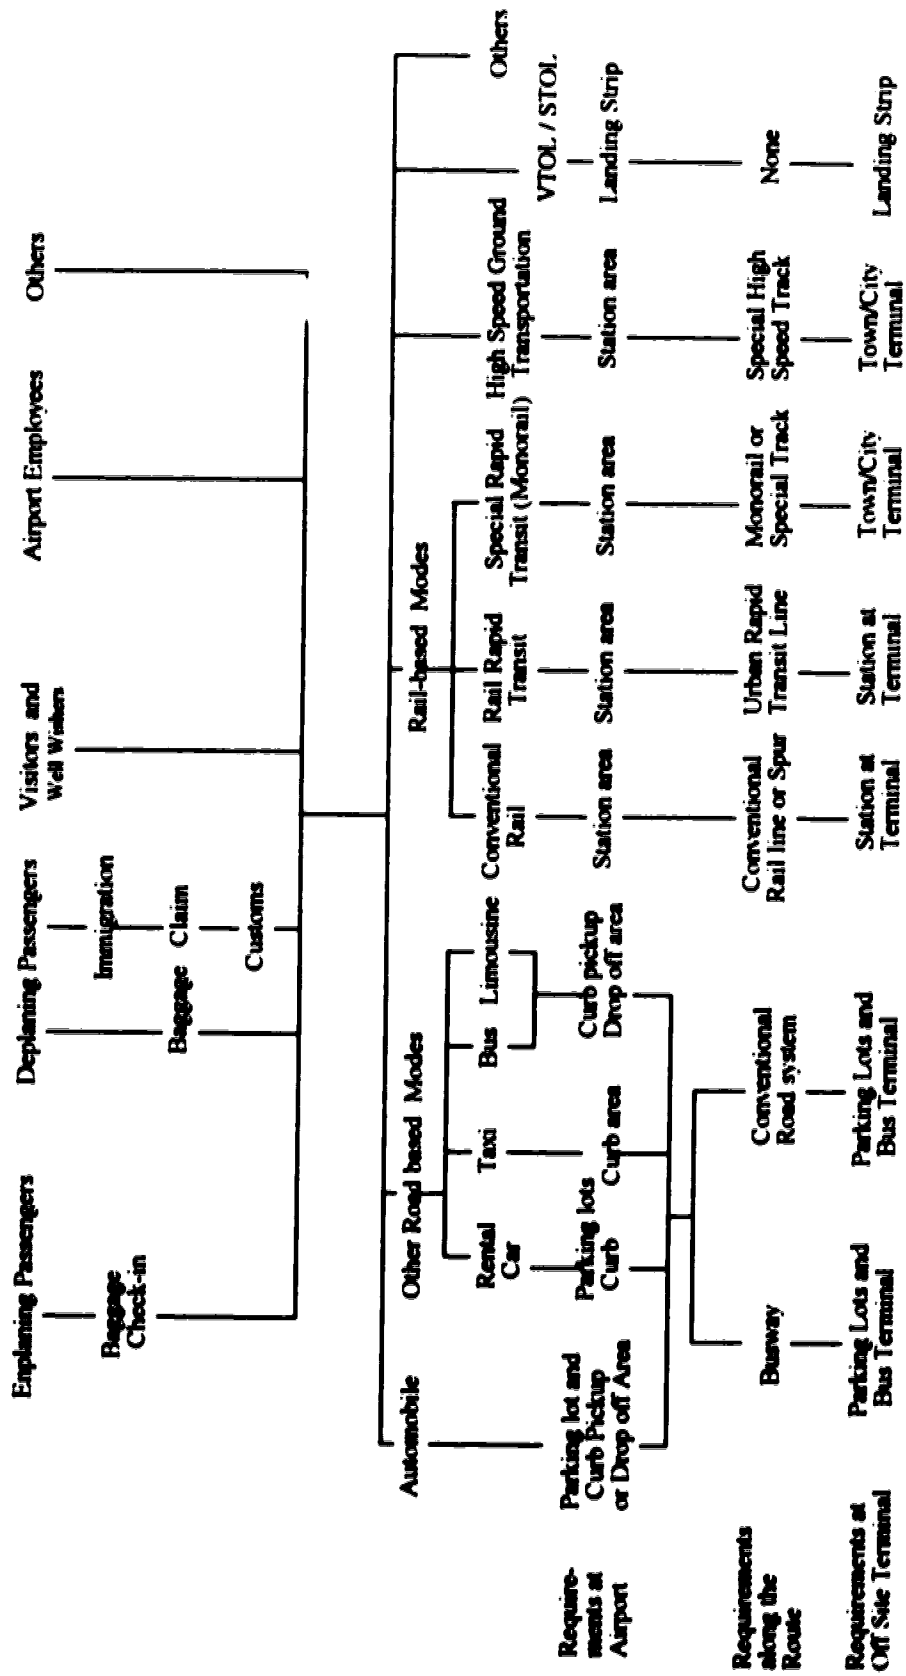 Enplaning Passengers
Deplaning Passengers
Visitors and
Well Wishers
Airport Employees
Others
Baggage
Check-in
Immigration
Baggage Claim
Customs
Automobile
Other Road based Modes
Rail-based Modes
Rental
Car
Taxi
Bus
Limousine
Conventional
Rail
Rail Rapid
Transit
Special Rapid
Transit (Monorail)
High Speed Ground
Transportation
VTOL / STOL
Others
Require-
ments at
Airport
Parking lot and
Curb Pickup
or Drop off Area
Parking lots
Curb
Curb area
Curb pickup
Drop off area
Station area
Station area
Station area
Station area
Landing Strip
Requirements
along the
Route
Busway
Conventional
Road system
Conventional
Rail line or Spur
Urban Rapid
Transit Line
Monorail or
Special Track
Special High
Speed Track
None
Requirements at
Off Site Terminal
Parking Lots and
Bus Terminal
Parking Lots and
Bus Terminal
Station at
Terminal
Station at
Terminal
Town/City
Terminal
Town/City
Terminal
Landing Strip